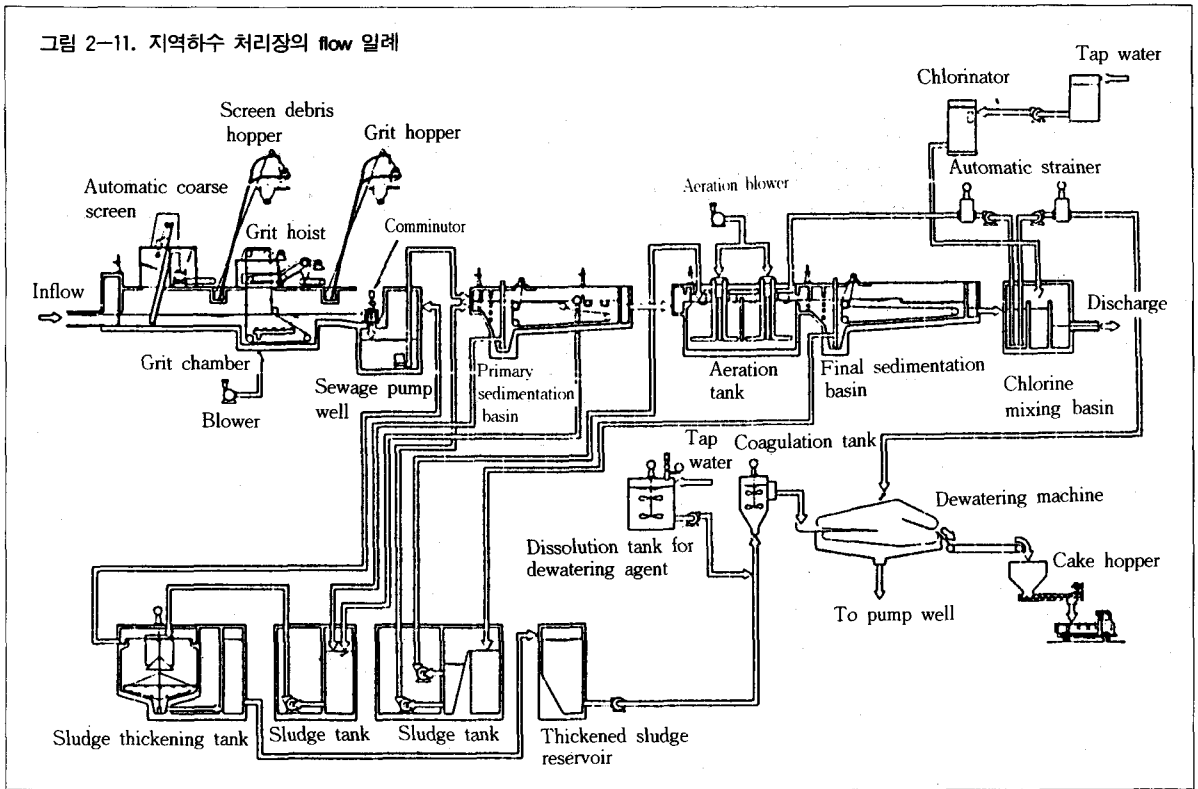 그림 2-11. 지역하수 처리장의 flow 일례
Tap water
Chlorinator
Screen debris
hopper
Grit hopper
Automatic strainer
Automatic coarse
screen
Aeration blower
Comminutor
Grit hoist
Inflow
Discharge
Grit chamber
Sewage pump
well
Primary
sedimentation
basin
Aeration
tank
Final sedimentation
basin
Chlorine
mixing basin
Blower
Tap
water
Coagulation tank
Dewatering machine
Dissolution tank for
dewatering agent
Cake hopper
To pump well
Sludge thickening tank
Sludge tank
Sludge tank
Thickened sludge
reservoir